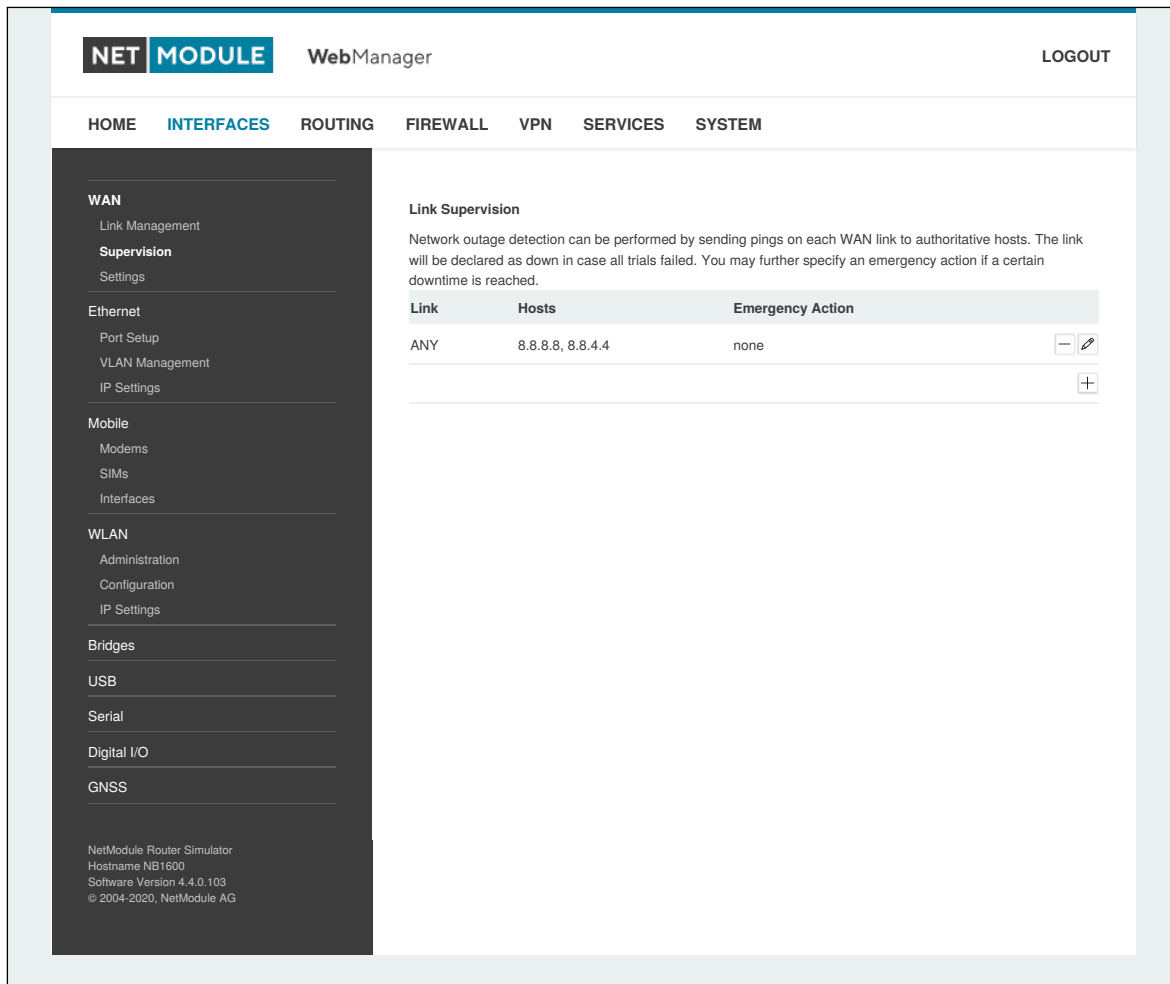 NET MODULE WebManager LOGOUT
HOME INTERFACES ROUTING FIREWALL VPN SERVICES SYSTEM
WAN
Link Management
Supervision
Settings
Ethernet
Port Setup
VLAN Management
IP Settings
Mobile
Modems
SIMs
Interfaces
WLAN
Administration
Configuration
IP Settings
Bridges
USB
Serial
Digital I/O
GNSS
NetModule Router Simulator
Hostname NB1600
Software Version 4.4.0.103
© 2004-2020, NetModule AG
Link Supervision
Network outage detection can be performed by sending pings on each WAN link to authoritative hosts. The link
will be declared as down in case all trials failed. You may further specify an emergency action if a certain
downtime is reached.
Link Hosts Emergency Action
ANY 8.8.8.8, 8.8.4.4 none